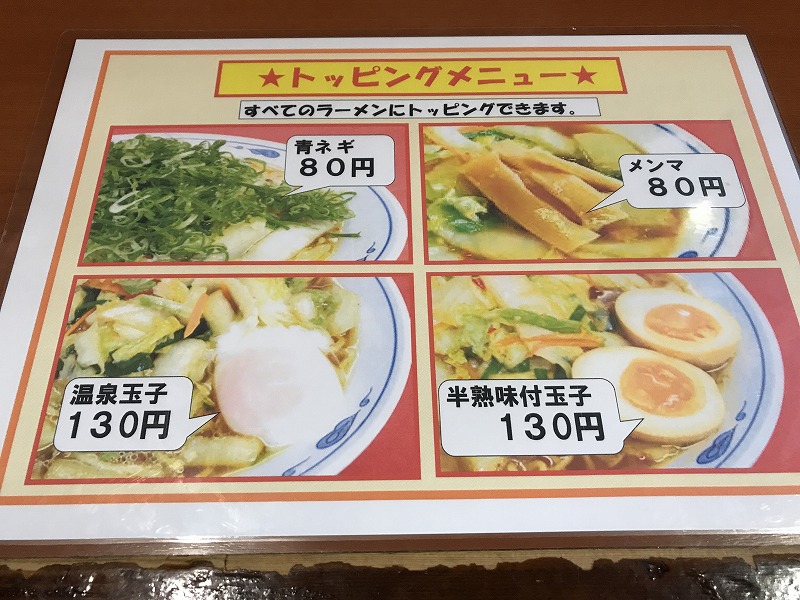 ★トッピングメニュー★
すべてのラーメンにトッピングできます。
青ネギ
80円
メンマ
80円
温泉玉子
130円
半熟味付玉子
130円